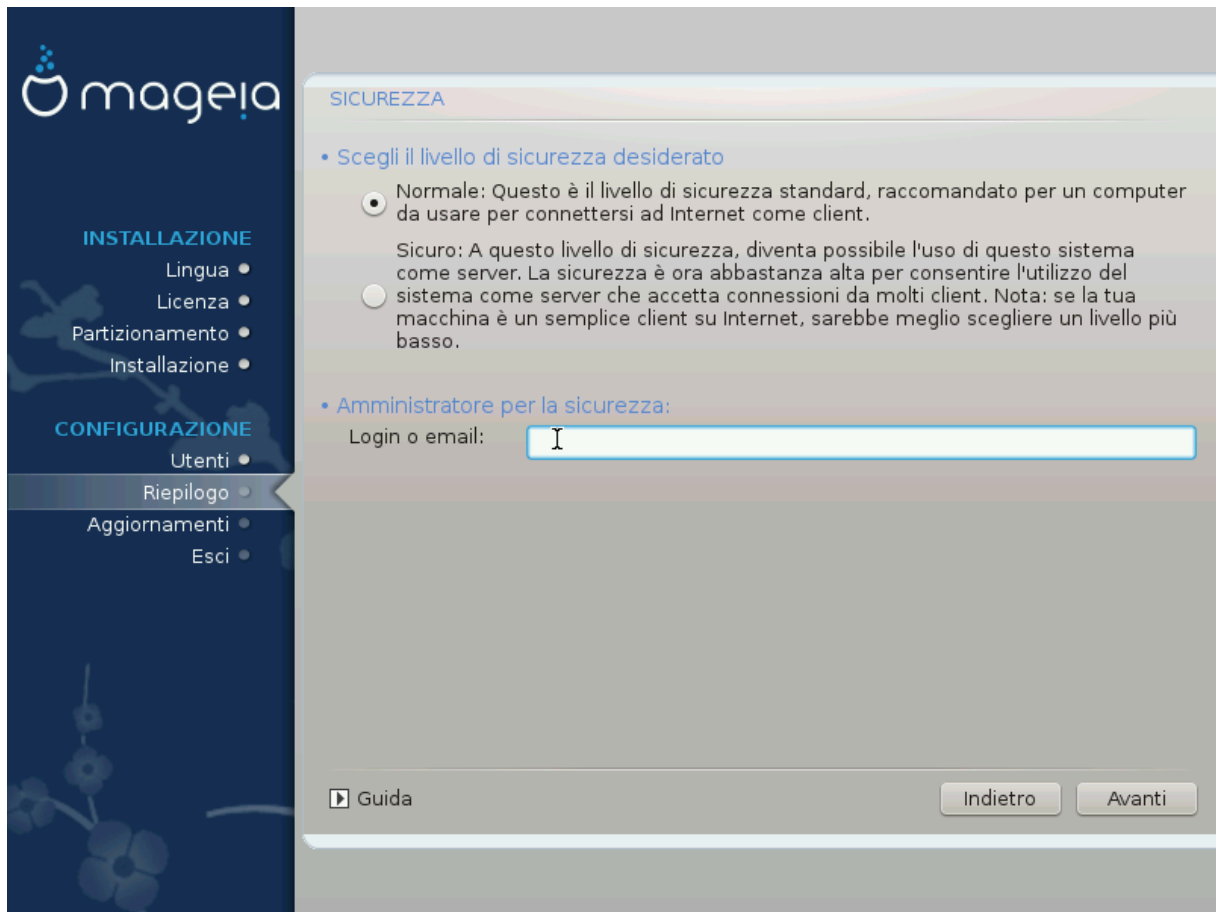 mageia
INSTALLAZIONE
Lingua
Licenza
Partizionamento
Installazione
CONFIGURAZIONE
Utenti
Riepilogo
Aggiornamenti
Esci
SICUREZZA
• Scegli il livello di sicurezza desiderato
Normale: Questo è il livello di sicurezza standard, raccomandato per un computer
da usare per connettersi ad Internet come client.
Sicuro: A questo livello di sicurezza, diventa possibile l'uso di questo sistema
come server. La sicurezza è ora abbastanza alta per consentire l'utilizzo del
sistema come server che accetta connessioni da molti client. Nota: se la tua
macchina è un semplice client su Internet, sarebbe meglio scegliere un livello più
basso.
• Amministratore per la sicurezza:
Login o email:
Guida
Indietro
Avanti